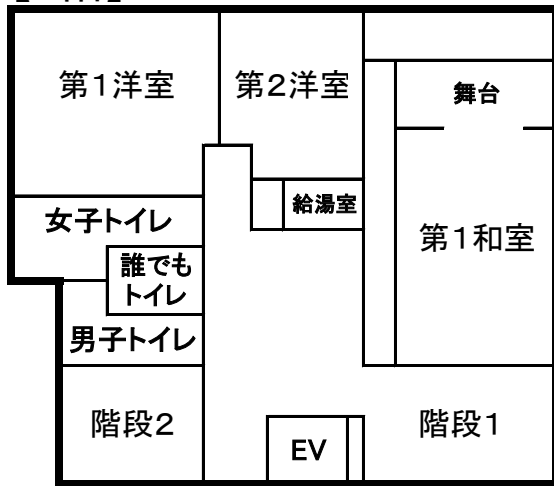 第1洋室
第2洋室
舞台
給湯室
女子トイレ
第1和室
誰でも
トイレ
男子トイレ
階段2
EV
階段1